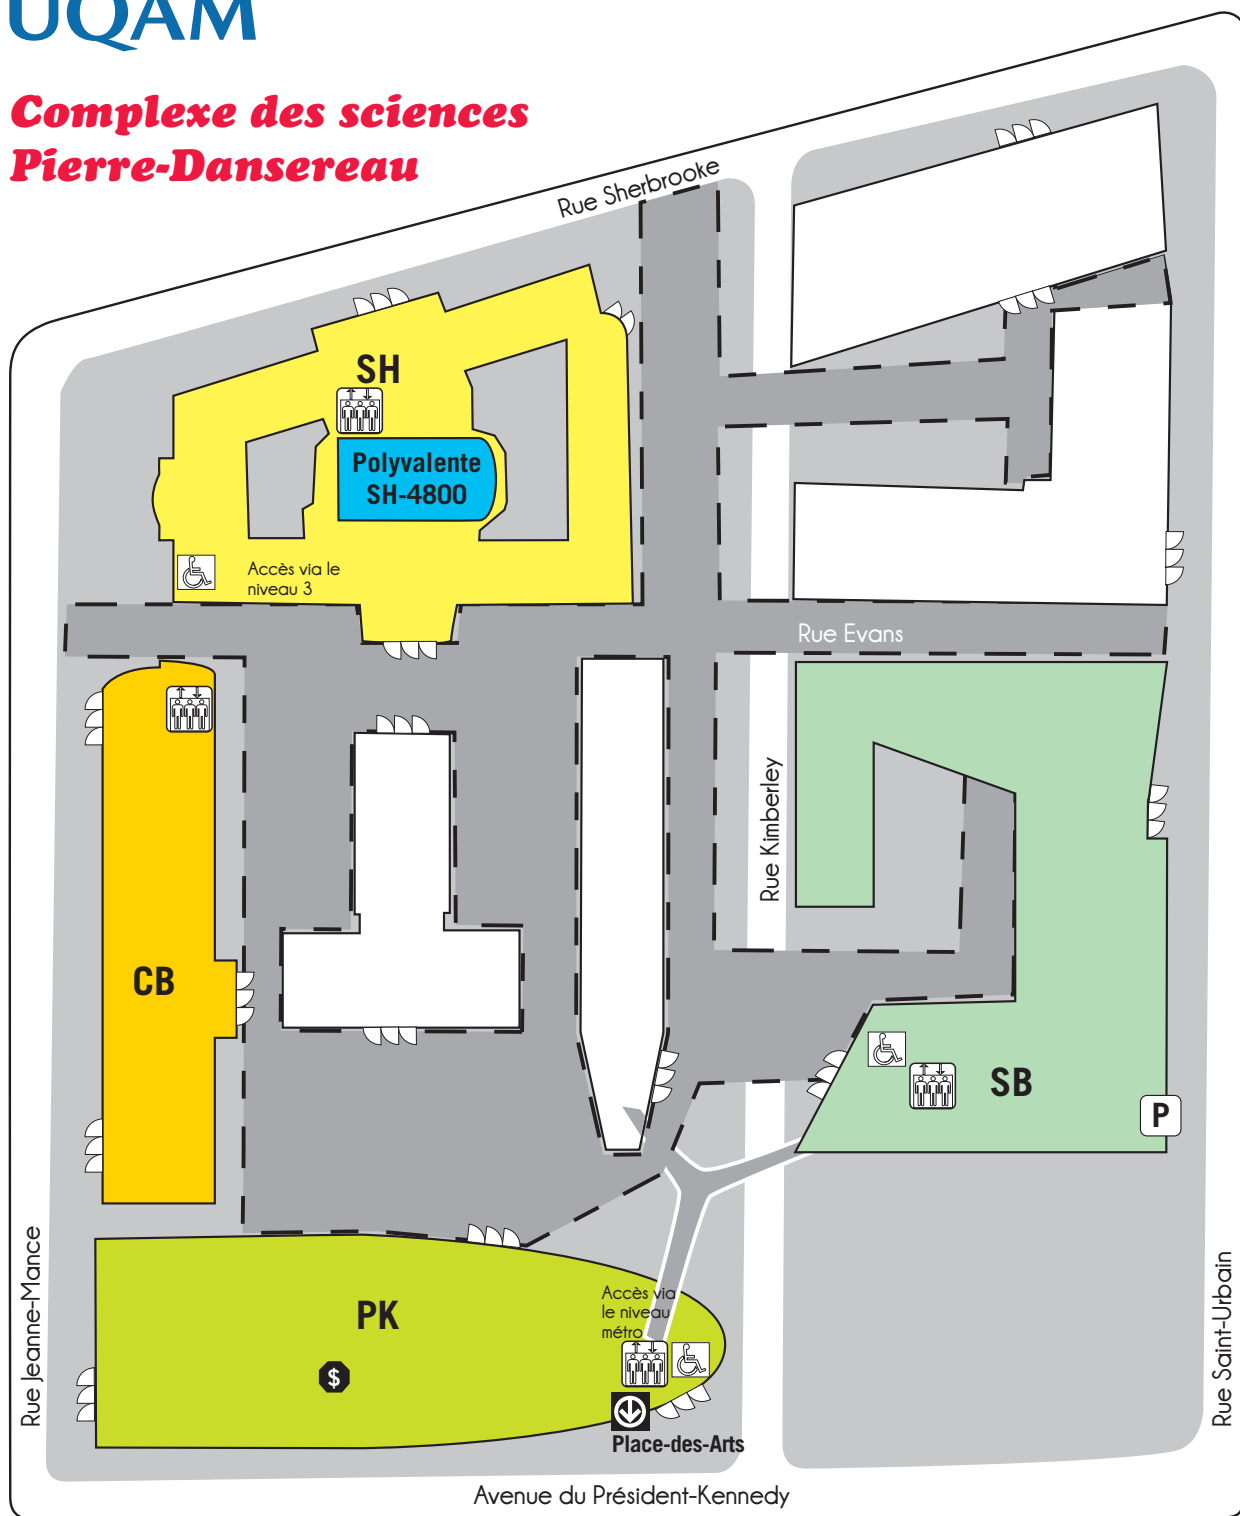 UQAM
Complexe des sciences
Pierre-Dansereau
Rue Sherbrooke
SH
Polyvalente
SH-4800
Accès via le
niveau 3
Rue Evans
Rue Kimberley
CB
SB
P
Rue Jeanne-Mance
PK
$
Accès via
le niveau
métro
Place-des-Arts
Rue Saint-Urbain
Avenue du Président-Kennedy